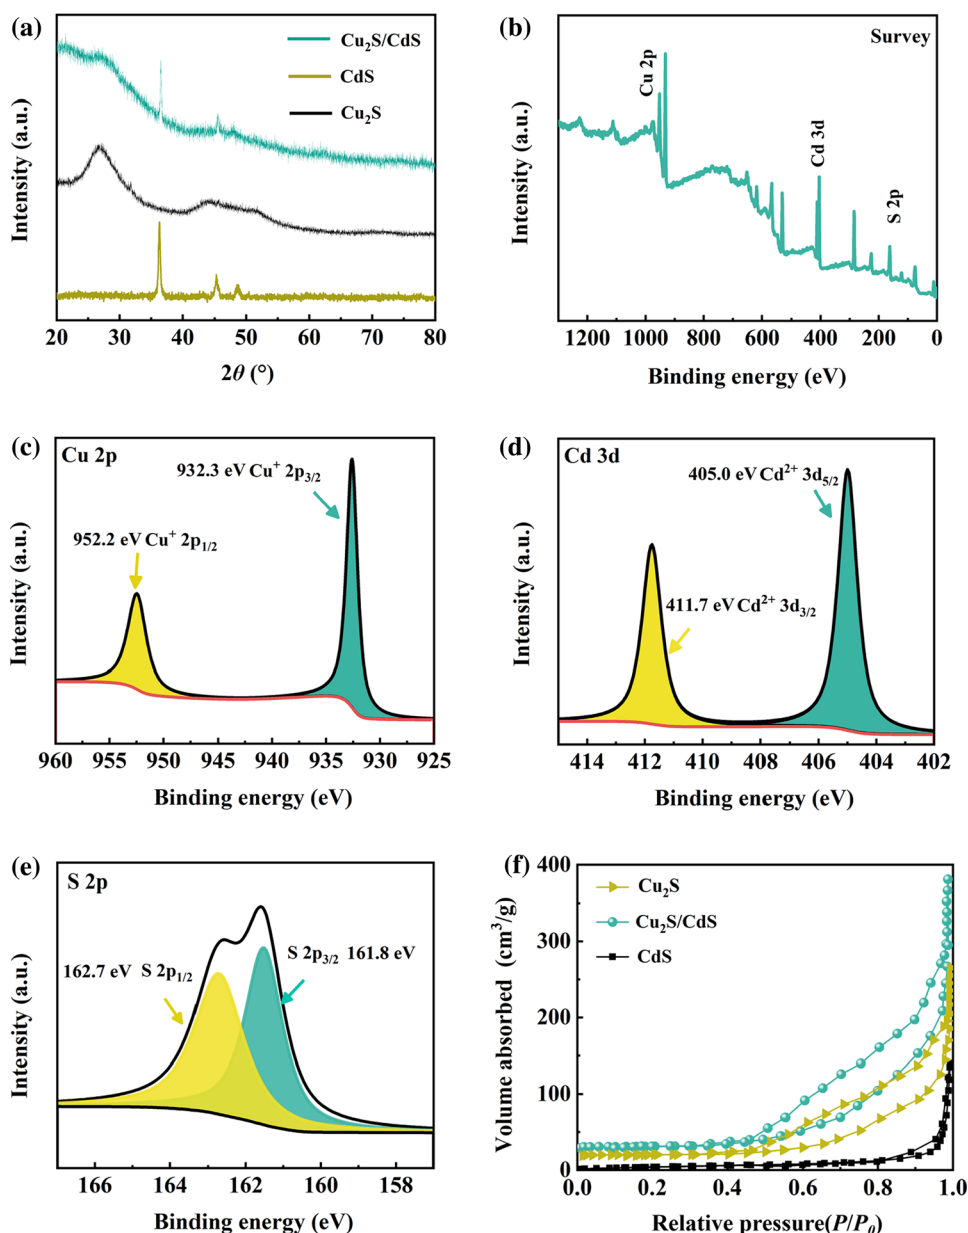 (a)
Cu₂S/CdS
CdS
Cu₂S
Intensity (a.u.)
20 30 40 50 60 70 80
2θ (°)
(b)
Survey
Cu 2p
Cd 3d
S 2p
Intensity (a.u.)
1200 1000 800 600 400 200 0
Binding energy (eV)
(c)
Cu 2p
932.3 eV Cu⁺ 2p₃/₂
952.2 eV Cu⁺ 2p₁/₂
Intensity (a.u.)
960 955 950 945 940 935 930 925
Binding energy (eV)
(d)
Cd 3d
405.0 eV Cd²⁺ 3d₅/₂
411.7 eV Cd²⁺ 3d₃/₂
Intensity (a.u.)
414 412 410 408 406 404 402
Binding energy (eV)
(e)
S 2p
162.7 eV S 2p₁/₂
S 2p₃/₂ 161.8 eV
Intensity (a.u.)
166 164 162 160 158
Binding energy (eV)
(f)
Cu₂S
Cu₂S/CdS
CdS
Volume absorbed (cm³/g)
400
300
200
100
0
0.0 0.2 0.4 0.6 0.8 1.0
Relative pressure(P/P₀)